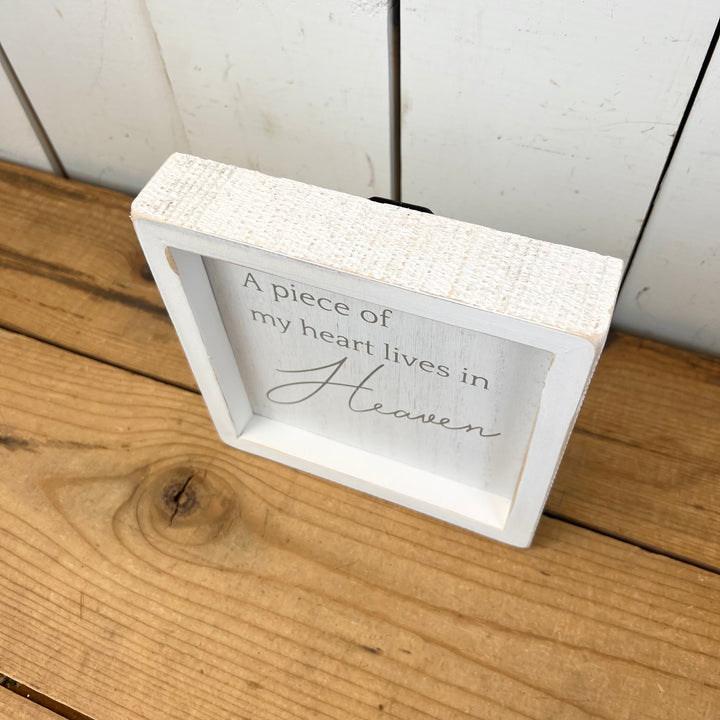 A piece of
my heart lives in
Heaven